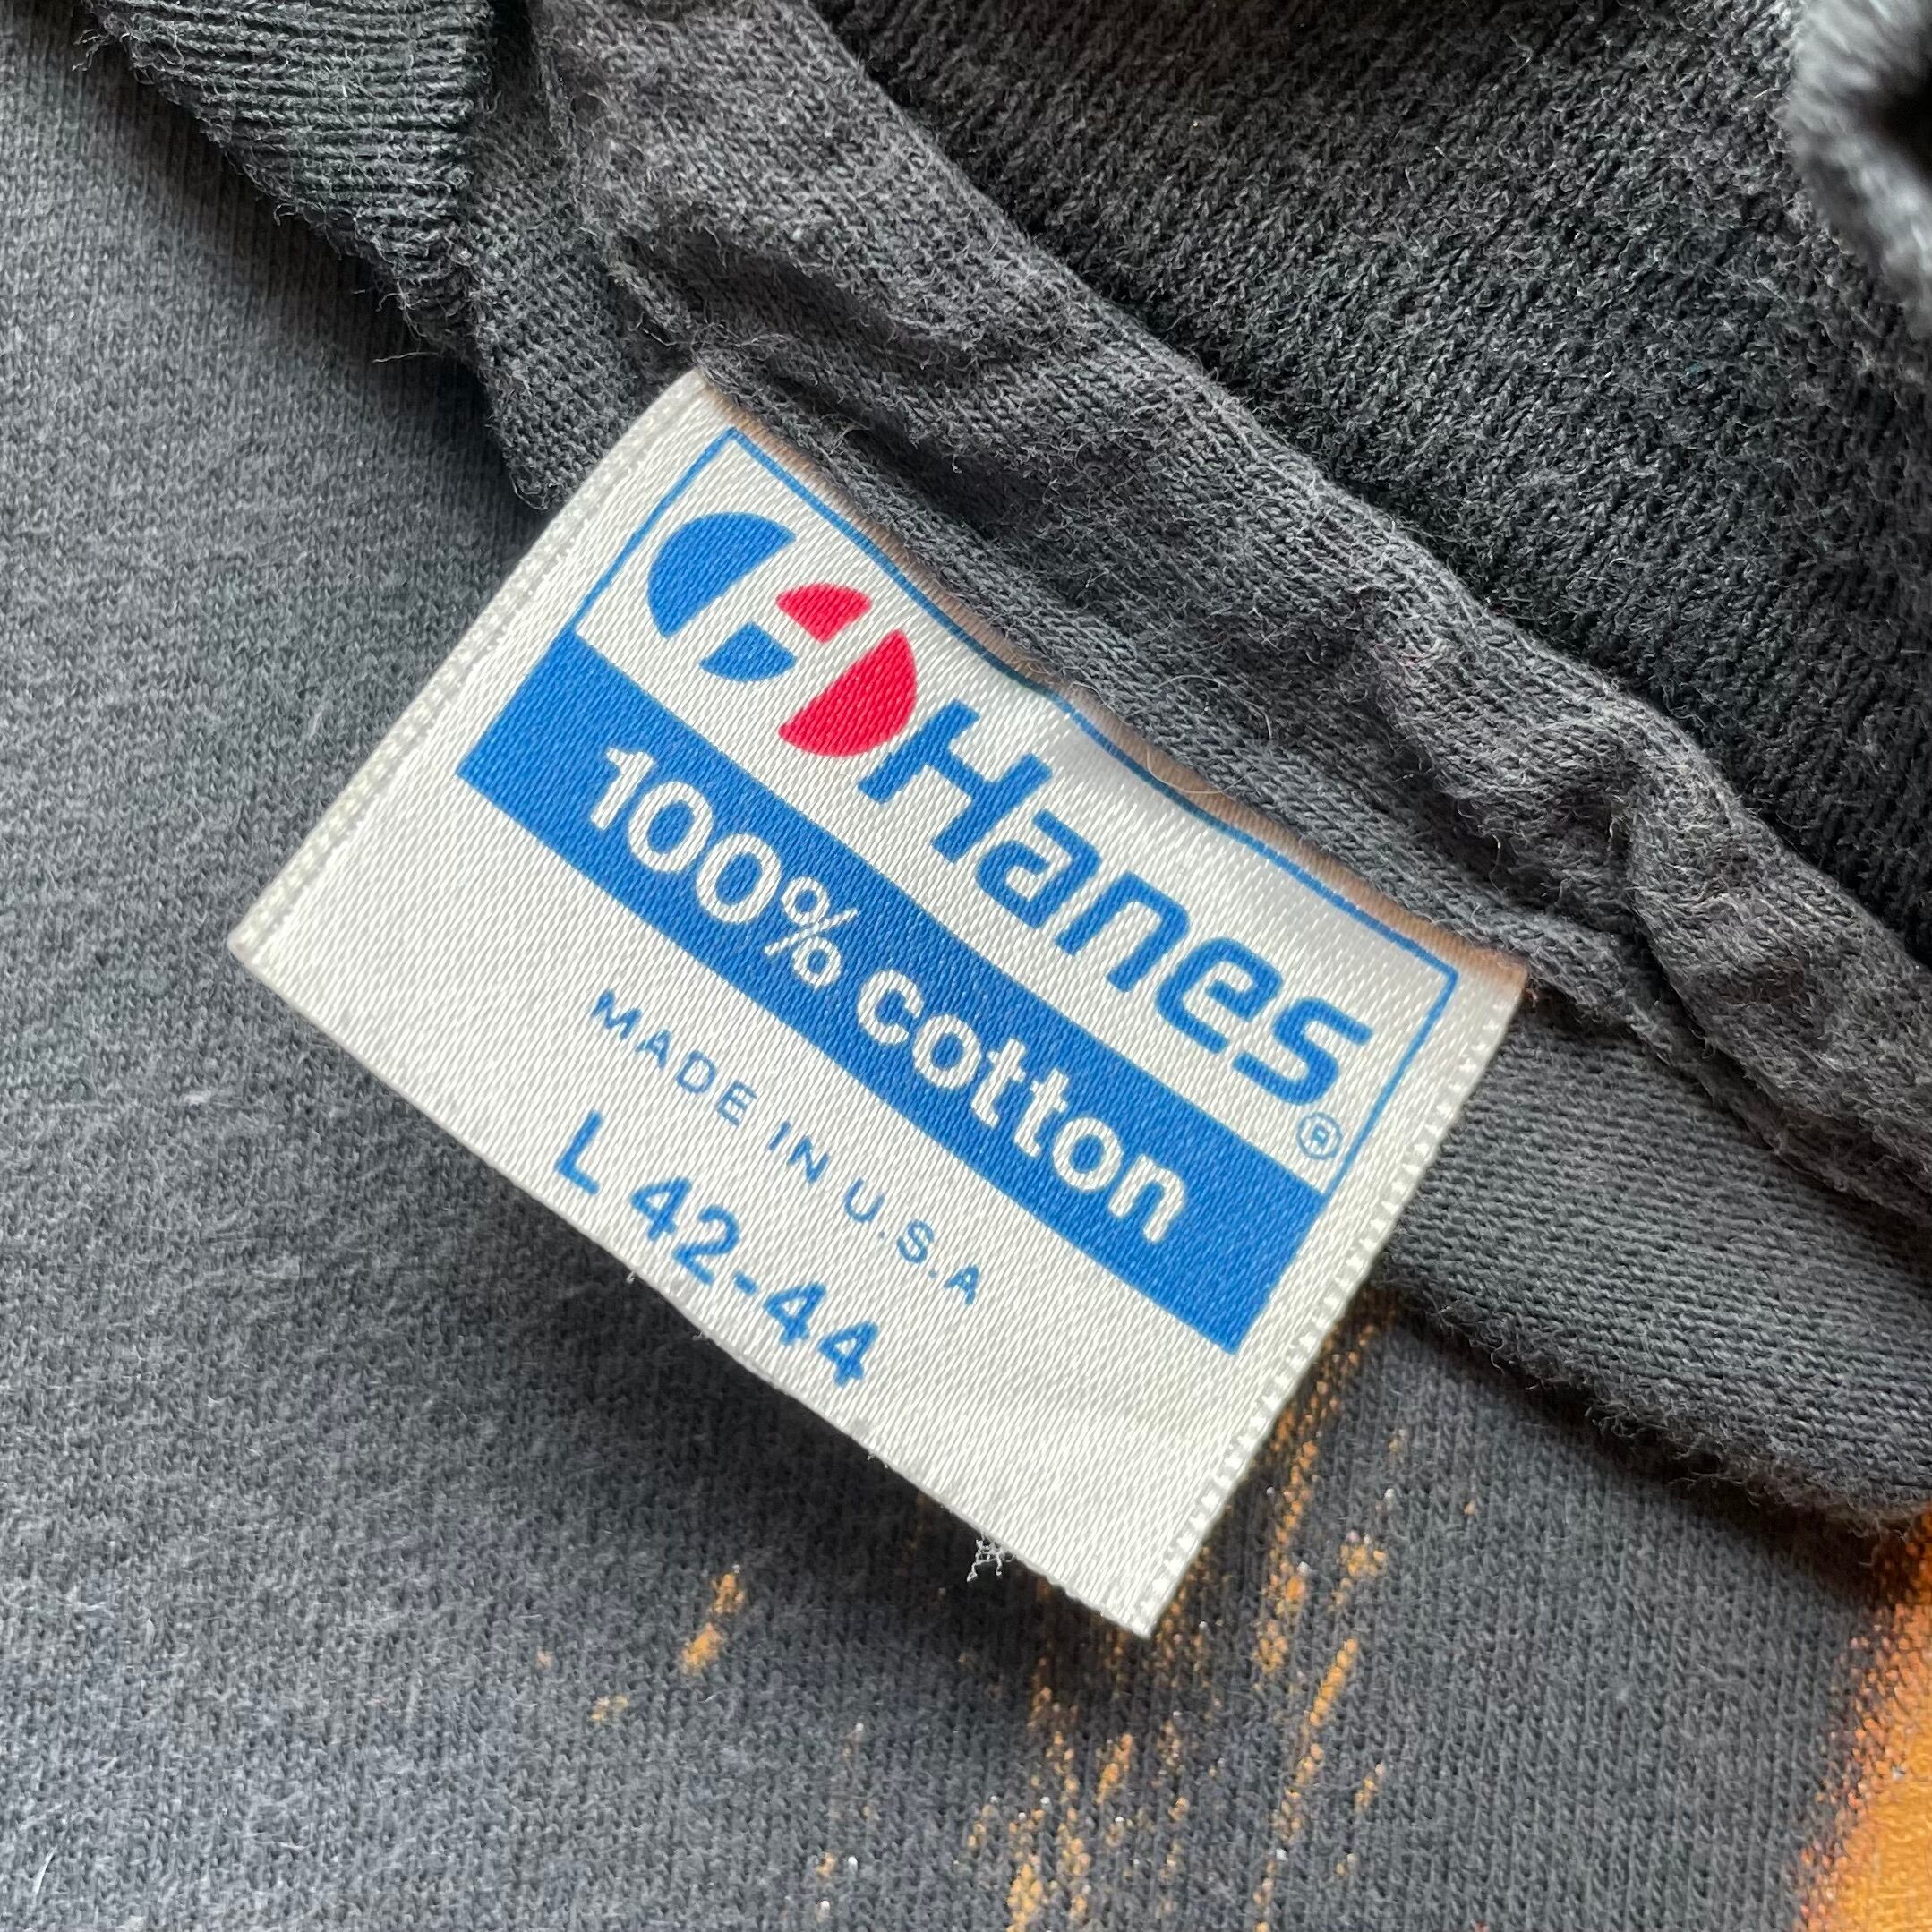 Hanes®
100% cotton
MADE IN U.S.A
L 42-44